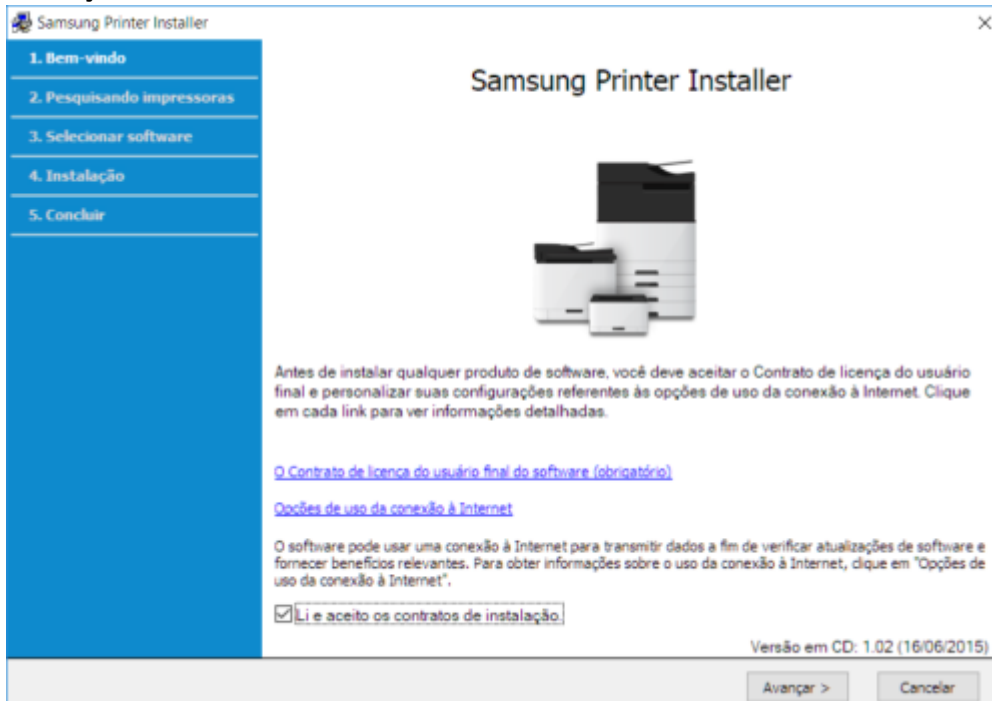 Samsung Printer Installer
1. Bem-vindo
2. Pesquisando impressoras
3. Selecionar software
4. Instalação
5. Concluir
Samsung Printer Installer
Antes de instalar qualquer produto de software, você deve aceitar o Contrato de licença do usuário
final e personalizar suas configurações referentes às opções de uso da conexão à Internet. Clique
em cada link para ver informações detalhadas.
O Contrato de licença do usuário final do software (obrigatório)
Opções de uso da conexão à Internet
O software pode usar uma conexão à Internet para transmitir dados a fim de verificar atualizações de software e
fornecer benefícios relevantes. Para obter informações sobre o uso da conexão à Internet, clique em "Opções de
uso da conexão à Internet".
Li e aceito os contratos de instalação.
Versão em CD: 1.02 (16/06/2015)
Avançar >
Cancelar